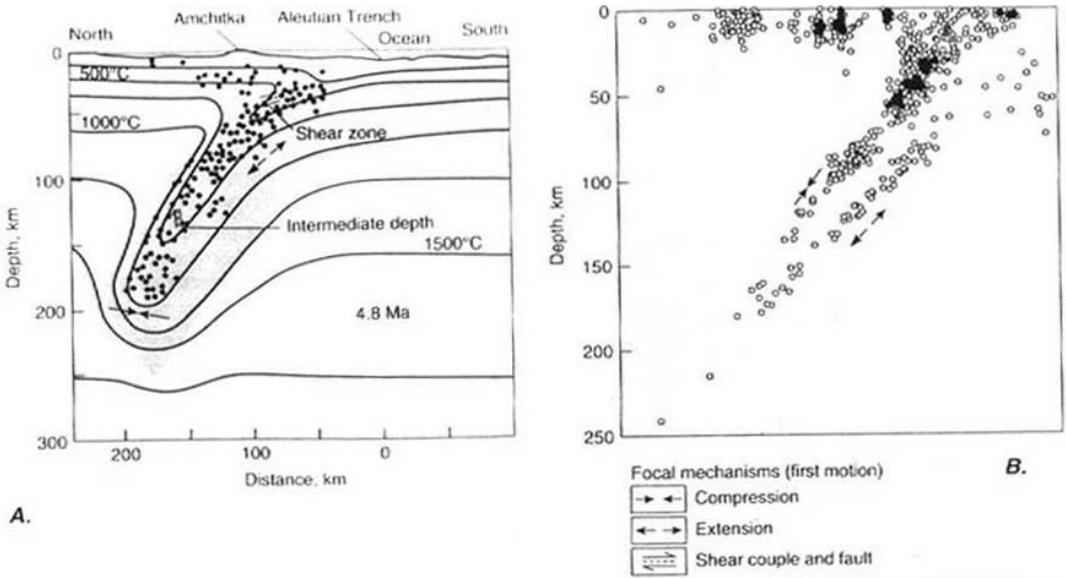 Amchitka Aleutian Trench
North Ocean South
0
500°C
1000°C
Shear zone
100
Intermediate depth
1500°C
200
4.8 Ma
300
Depth, km
200 100 0
Distance, km
A.
0
50
100
150
200
250
Depth, km
B.
Focal mechanisms (first motion)
Compression
Extension
Shear couple and fault